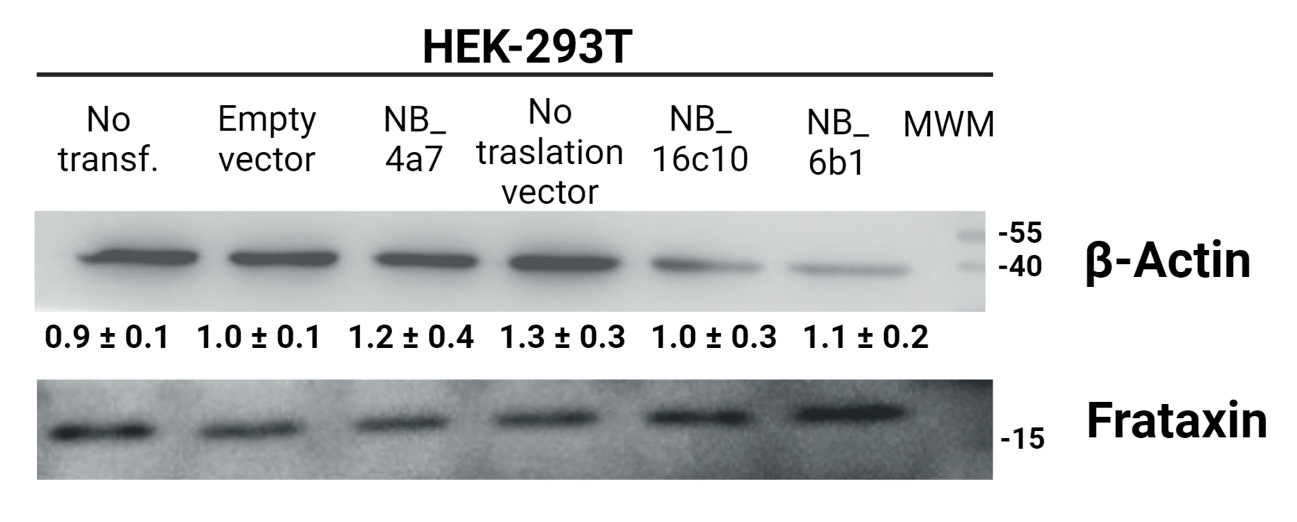 HEK-293T
No transf.
Empty vector
NB_ 4a7
No traslation vector
NB_ 16c10
NB_ 6b1
MWM
-55
-40
β-Actin
0.9 ± 0.1 1.0 ± 0.1 1.2 ± 0.4 1.3 ± 0.3 1.0 ± 0.3 1.1 ± 0.2
-15
Frataxin